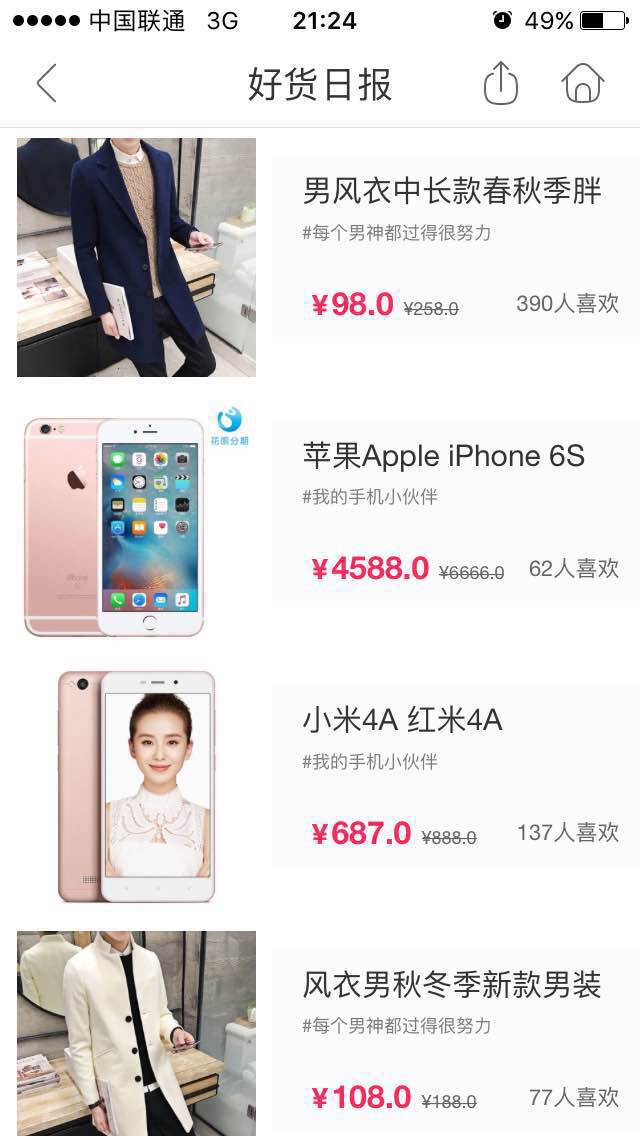 中国联通 3G 21:24 49%
好货日报
男风衣中长款春秋季胖
#每个男神都过得很努力
¥98.0 ¥258.0 390人喜欢
花呗分期
苹果Apple iPhone 6S
#我的手机小伙伴
¥4588.0 ¥6666.0 62人喜欢
小米4A 红米4A
#我的手机小伙伴
¥687.0 ¥888.0 137人喜欢
风衣男秋冬季新款男装
#每个男神都过得很努力
¥108.0 ¥188.0 77人喜欢